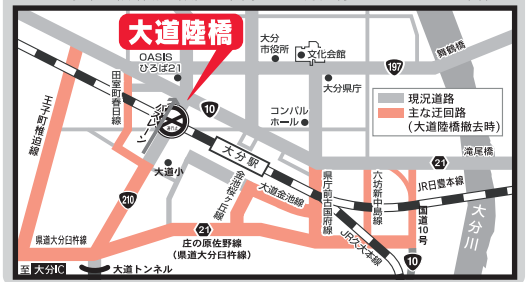 大道陸橋
OASIS
ひろば21
大分
市役所
文化会館
舞鶴橋
197
大分県庁
田室町春日線
王子町椎迫線
10
コンパル
ホール
現況道路
主な迂回路
(大道陸橋撤去時)
通行止
大分駅
21
滝尾橋
大道小
金池桜ヶ丘線
大道金池線
県庁前古国府線
六坊新中島線
国道10号
JR日豊本線
大分川
210
21
県道大分臼杵線
庄の原佐野線
(県道大分臼杵線)
JR久大本線
10
至 大分IC
大道トンネル